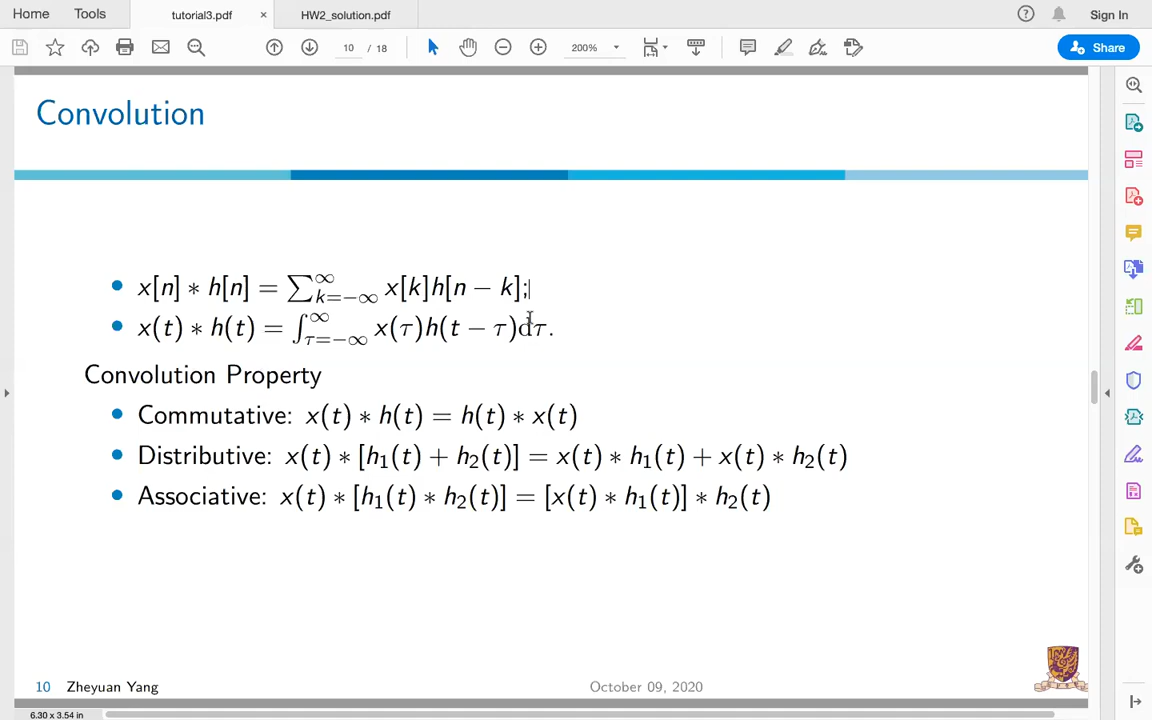 Home Tools tutorial3.pdf × HW2_solution.pdf Sign In
10 / 18 200% Share
Convolution
• x[n] ∗ h[n] = ∑_{k=−∞}^{∞} x[k]h[n − k];
• x(t) ∗ h(t) = ∫_{τ=−∞}^{∞} x(τ)h(t − τ)dτ.
Convolution Property
• Commutative: x(t) ∗ h(t) = h(t) ∗ x(t)
• Distributive: x(t) ∗ [h₁(t) + h₂(t)] = x(t) ∗ h₁(t) + x(t) ∗ h₂(t)
• Associative: x(t) ∗ [h₁(t) ∗ h₂(t)] = [x(t) ∗ h₁(t)] ∗ h₂(t)
10 Zheyuan Yang October 09, 2020
6.30 x 3.54 in